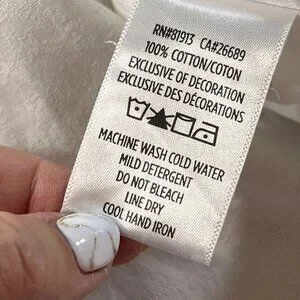 RN#81913 CA#26689
100% COTTON/COTON
EXCLUSIVE OF DECORATION
EXCLUSIVE DES DÉCORATIONS
MACHINE WASH COLD WATER
MILD DETERGENT
DO NOT BLEACH
LINE DRY
COOL HAND IRON